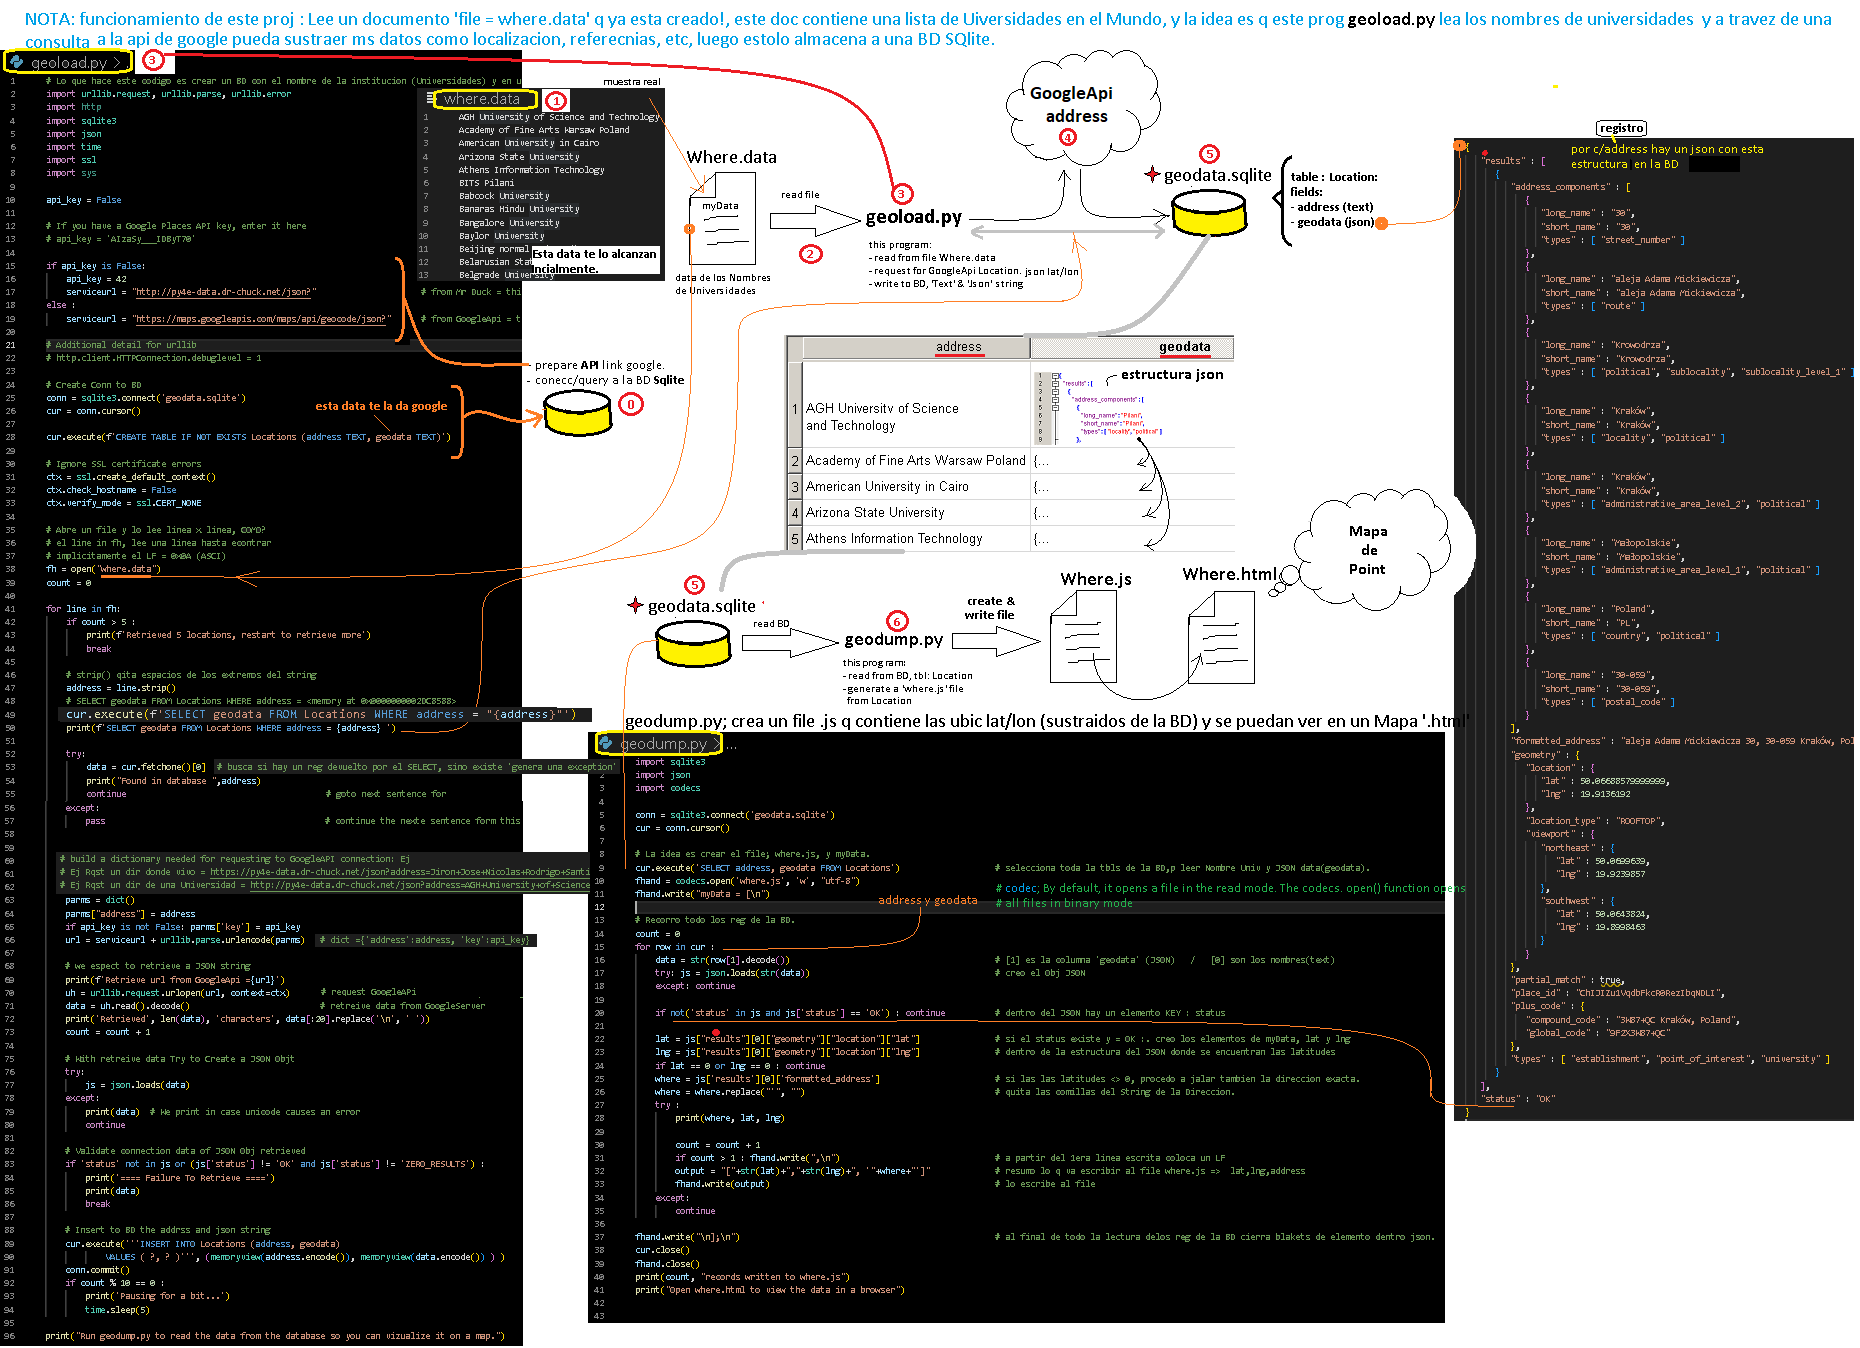 NOTA: funcionamiento de este proj : Lee un documento 'file = where.data' q ya esta creado!, este doc contiene una lista de Uiversidades en el Mundo, y la idea es q este prog geoload.py lea los nombres de universidades y a travez de una
consulta a la api de google pueda sustraer ms datos como localizacion, referecnias, etc, luego estolo almacena a una BD SQlite.
geoload.py >
3
1 # Lo que hace este codigo es crear un BD con el nombre de la institucion (Universidades) y en u
2 import urllib.request, urllib.parse, urllib.error
3 import http
4 import sqlite3
5 import json
6 import time
7 import ssl
8 import sys
9
10 api_key = False
11
12 # If you have a Google Places API key, enter it here
13 # api_key = 'AIzaSy___IDByT70'
14
15 if api_key is False:
16 api_key = 42
17 serviceurl = "http://py4e-data.dr-chuck.net/json?" # from Mr Duck = thi
18 else :
19 serviceurl = "https://maps.googleapis.com/maps/api/geocode/json?" # from GoogleApi = t
20
21 # Additional detail for urllib
22 # http.client.HTTPConnection.debuglevel = 1
23
24 # Create Conn to BD
25 conn = sqlite3.connect('geodata.sqlite')
26 cur = conn.cursor()
esta data te la da google
27
28 cur.execute(f'CREATE TABLE IF NOT EXISTS Locations (address TEXT, geodata TEXT)')
29
30 # Ignore SSL certificate errors
31 ctx = ssl.create_default_context()
32 ctx.check_hostname = False
33 ctx.verify_mode = ssl.CERT_NONE
34
35 # Abre un file y lo lee linea x linea, COMO?
36 # el line in fh, lee una linea hasta econtrar
37 # implicitamente el LF = 0x0A (ASCI)
38 fh = open("where.data")
39 count = 0
40
41 for line in fh:
42 if count > 5 :
43 print(f'Retrieved 5 locations, restart to retrieve more')
44 break
45
46 # strip() qita espacios de los extremos del string
47 address = line.strip()
48 # SELECT geodata FROM Locations WHERE address = <memory at 0x0000000002DC8588>
49 cur.execute(f'SELECT geodata FROM Locations WHERE address = "{address}"')
50 print(f'SELECT geodata FROM Locations WHERE address = {address} ')
51
52 try:
53 data = cur.fetchone()[0] # busca si hay un reg devuelto por el SELECT, sino existe 'genera una exception'
54 print("Found in database ",address)
55 continue # goto next sentence for
56 except:
57 pass # continue the nexte sentence form this
58
59
60 # build a dictionary needed for requesting to GoogleAPI connection: Ej
61 # Ej Rqst un dir donde vivo = https://py4e-data.dr-chuck.net/json?address=Jiron+Jose+Nicolas+Rodrigo+Santi
62 # Ej Rqst un dir de una Universidad = http://py4e-data.dr-chuck.net/json?address=AGH+University+of+Science
63 parms = dict()
64 parms["address"] = address
65 if api_key is not False: parms['key'] = api_key
66 url = serviceurl + urllib.parse.urlencode(parms) # dict ={'address':address, 'key':api_key}
67
68 # we espect to retrieve a JSON string
69 print(f'Retrieve url from GoogleApi ={url}')
70 uh = urllib.request.urlopen(url, context=ctx) # request GoogleAPi
71 data = uh.read().decode() # retreive data from GoogleServer
72 print('Retrieved', len(data), 'characters', data[:20].replace('\n', ' '))
73 count = count + 1
74
75 # With retreive data Try to Create a JSON Objt
76 try:
77 js = json.loads(data)
78 except:
79 print(data) # We print in case unicode causes an error
80 continue
81
82 # Validate connection data of JSON Obj retrieved
83 if 'status' not in js or (js['status'] != 'OK' and js['status'] != 'ZERO_RESULTS') :
84 print('==== Failure To Retrieve ====')
85 print(data)
86 break
87
88 # Insert to BD the addrss and json string
89 cur.execute('''INSERT INTO Locations (address, geodata)
90 VALUES ( ?, ? )''', (memoryview(address.encode()), memoryview(data.encode()) ) )
91 conn.commit()
92 if count % 10 == 0 :
93 print('Pausing for a bit...')
94 time.sleep(5)
95
96 print("Run geodump.py to read the data from the database so you can vizualize it on a map.")
where.data
1
1 AGH University of Science and Technology
2 Academy of Fine Arts Warsaw Poland
3 American University in Cairo
4 Arizona State University
5 Athens Information Technology
6 BITS Pilani
7 Babcock University
8 Banaras Hindu University
9 Bangalore University
10 Baylor University
11 Beijing normal
12 Belarusian Stat
13 Belgrade University
Esta data te lo alcanzan
incialmente.
muestra real
Where.data
myData
data de los Nombres
de Universidades
read file
2
3
geoload.py
this program:
- read from file Where.data
- request for GoogleApi Location. json lat/lon
- write to BD, 'Text' & 'Json' string
GoogleApi
address
4
5
geodata.sqlite
table : Location:
fields:
- address (text)
- geodata (json)
- prepare API link google.
- conecc/query a la BD Sqlite
0
address geodata
estructura json
1 {
2 "results":[
3 {
4 "address_components":[
5 {
6 "long_name":"Pilani",
7 "short_name":"Pilani",
8 "types":["locality","political"]
9 },
1 AGH University of Science
and Technology
2 Academy of Fine Arts Warsaw Poland {...
3 American University in Cairo {...
4 Arizona State University {...
5 Athens Information Technology {...
5
geodata.sqlite
read BD
6
geodump.py
this program:
- read from BD, tbl: Location
-generate a 'where.js' file
from Location
create &
write file
Where.js
Where.html
Mapa
de
Point
geodump.py; crea un file .js q contiene las ubic lat/lon (sustraidos de la BD) y se puedan ver en un Mapa '.html'
geodump.py > ...
import sqlite3
2 import json
3 import codecs
4
5 conn = sqlite3.connect('geodata.sqlite')
6 cur = conn.cursor()
7
8 # La idea es crear el file; where.js, y myData.
9 cur.execute('SELECT address, geodata FROM Locations') # selecciona toda la tbls de la BD,p leer Nombre Univ y JSON data(geodata).
10 fhand = codecs.open('where.js', 'w', "utf-8")
11 fhand.write("myData = [\n")
# codec; By default, it opens a file in the read mode. The codecs. open() function opens
12 address y geodata # all files in binary mode
13 # Recorro todo los reg de la BD.
14 count = 0
15 for row in cur :
16 data = str(row[1].decode()) # [1] es la columna 'geodata' (JSON) / [0] son los nombres(text)
17 try: js = json.loads(str(data)) # creo el Obj JSON
18 except: continue
19
20 if not('status' in js and js['status'] == 'OK') : continue # dentro del JSON hay un elemento KEY : status
21
22 lat = js["results"][0]["geometry"]["location"]["lat"] # si el status existe y = OK :. creo los elementos de myData, lat y lng
23 lng = js["results"][0]["geometry"]["location"]["lng"] # dentro de la estructura del JSON donde se encuentran las latitudes
24 if lat == 0 or lng == 0 : continue
25 where = js['results'][0]['formatted_address'] # si las las latitudes <> 0, procedo a jalar tambien la direccion exacta.
26 where = where.replace("'", "") # quita las comillas del String de la Direccion.
27 try :
28 print(where, lat, lng)
29
30 count = count + 1
31 if count > 1 : fhand.write(",\n") # a partir del 1era linea escrita coloca un LF
32 output = "["+str(lat)+","+str(lng)+", '"+where+"']" # resumo lo q va escribir al file where.js => lat,lng,address
33 fhand.write(output) # lo escribe al file
34 except:
35 continue
36
37 fhand.write("\n];\n") # al final de todo la lectura delos reg de la BD cierra blakets de elemento dentro json.
38 cur.close()
39 fhand.close()
40 print(count, "records written to where.js")
41 print("Open where.html to view the data in a browser")
42
43
registro
por c/address hay un json con esta
estructura en la BD
{
"results" : [
{
"address_components" : [
{
"long_name" : "30",
"short_name" : "30",
"types" : [ "street_number" ]
},
{
"long_name" : "aleja Adama Mickiewicza",
"short_name" : "aleja Adama Mickiewicza",
"types" : [ "route" ]
},
{
"long_name" : "Krowodrza",
"short_name" : "Krowodrza",
"types" : [ "political", "sublocality", "sublocality_level_1" ]
},
{
"long_name" : "Kraków",
"short_name" : "Kraków",
"types" : [ "locality", "political" ]
},
{
"long_name" : "Kraków",
"short_name" : "Kraków",
"types" : [ "administrative_area_level_2", "political" ]
},
{
"long_name" : "Małopolskie",
"short_name" : "Małopolskie",
"types" : [ "administrative_area_level_1", "political" ]
},
{
"long_name" : "Poland",
"short_name" : "PL",
"types" : [ "country", "political" ]
},
{
"long_name" : "30-059",
"short_name" : "30-059",
"types" : [ "postal_code" ]
}
],
"formatted_address" : "aleja Adama Mickiewicza 30, 30-059 Kraków, Pol
"geometry" : {
"location" : {
"lat" : 50.06688579999999,
"lng" : 19.9136192
},
"location_type" : "ROOFTOP",
"viewport" : {
"northeast" : {
"lat" : 50.0699639,
"lng" : 19.9239857
},
"southwest" : {
"lat" : 50.0643824,
"lng" : 19.8998463
}
}
},
"partial_match" : true,
"place_id" : "ChIJIZu1VqdbFkcR0RezIbqNDLI",
"plus_code" : {
"compound_code" : "3W87+QC Kraków, Poland",
"global_code" : "9F2X3W87+QC"
},
"types" : [ "establishment", "point_of_interest", "university" ]
}
],
"status" : "OK"
}